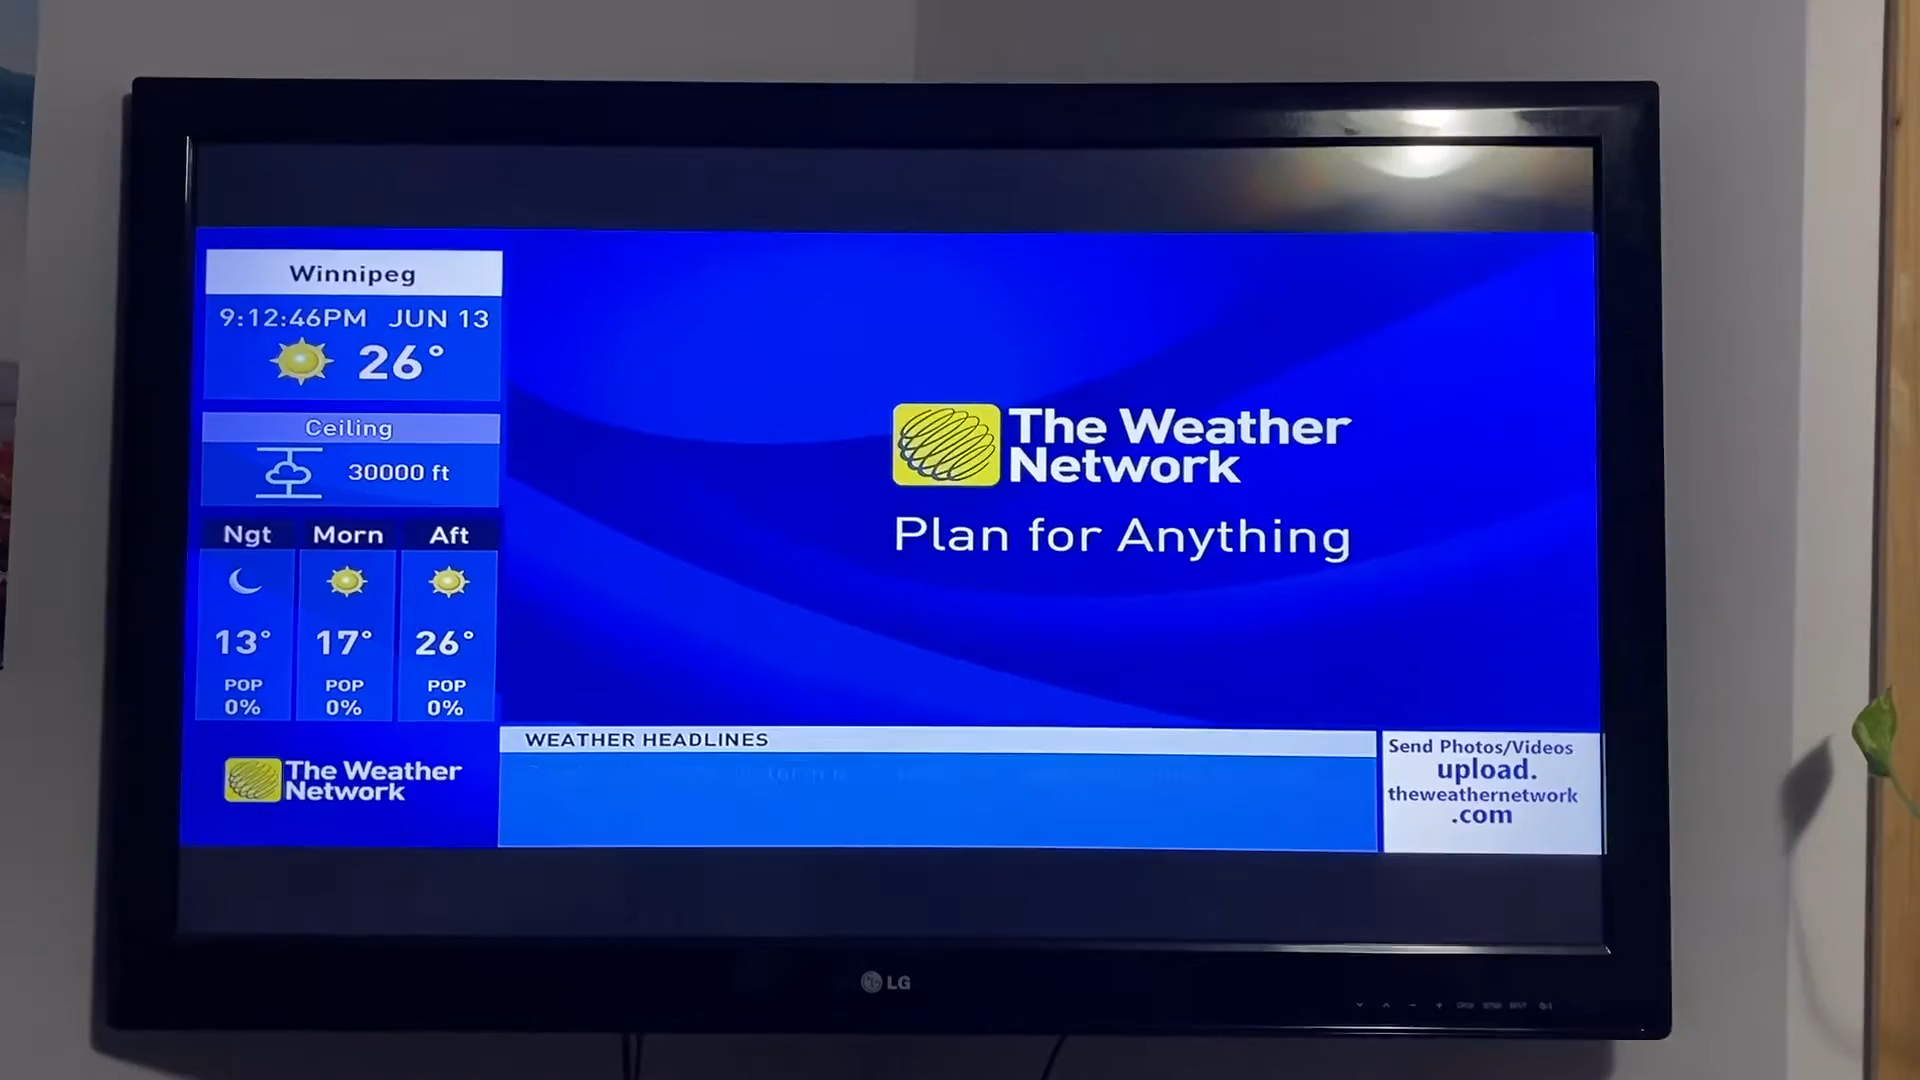 Winnipeg
9:12:46PM JUN 13
26°
Ceiling
30000 ft
Ngt Morn Aft
13° 17° 26°
POP POP POP
0% 0% 0%
The Weather
Network
The Weather
Network
Plan for Anything
WEATHER HEADLINES
Send Photos/Videos
upload.
theweathernetwork
.com
LG